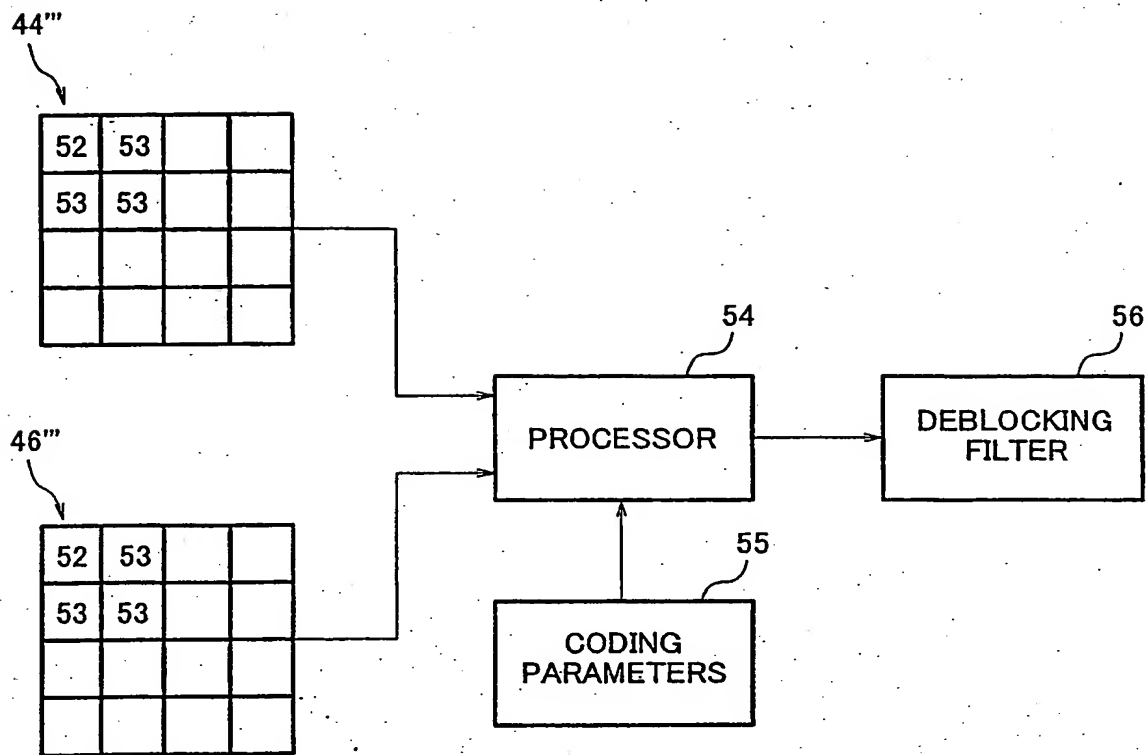 44'''
52 53
53 53
54
PROCESSOR
56
DEBLOCKING
FILTER
46'''
52 53
53 53
55
CODING
PARAMETERS